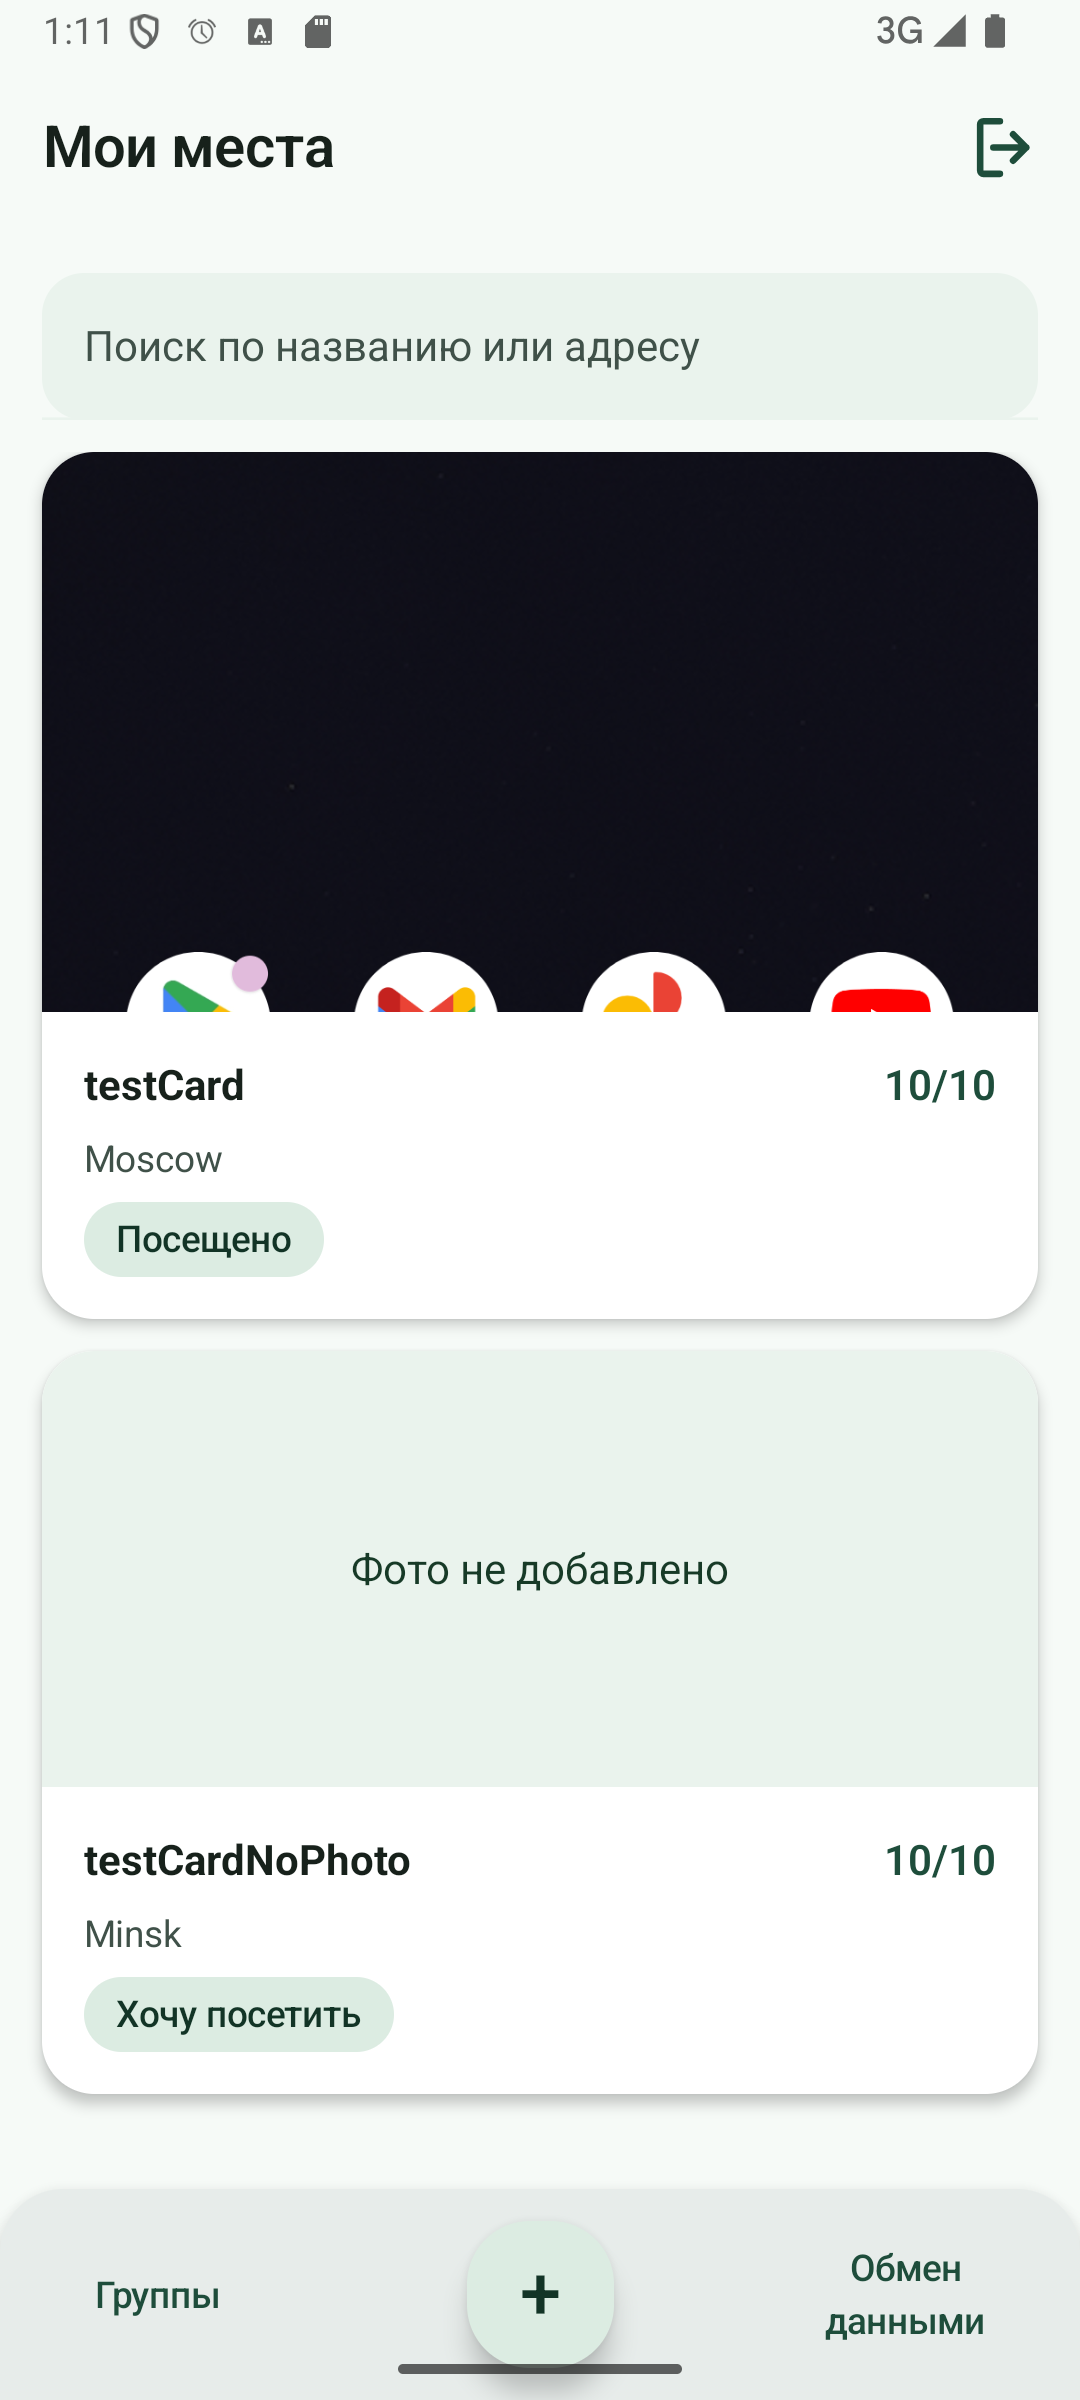 1:11
3G
Мои места
Поиск по названию или адресу
testCard
10/10
Moscow
Посещено
Фото не добавлено
testCardNoPhoto
10/10
Minsk
Хочу посетить
Группы
+
Обмен
данными